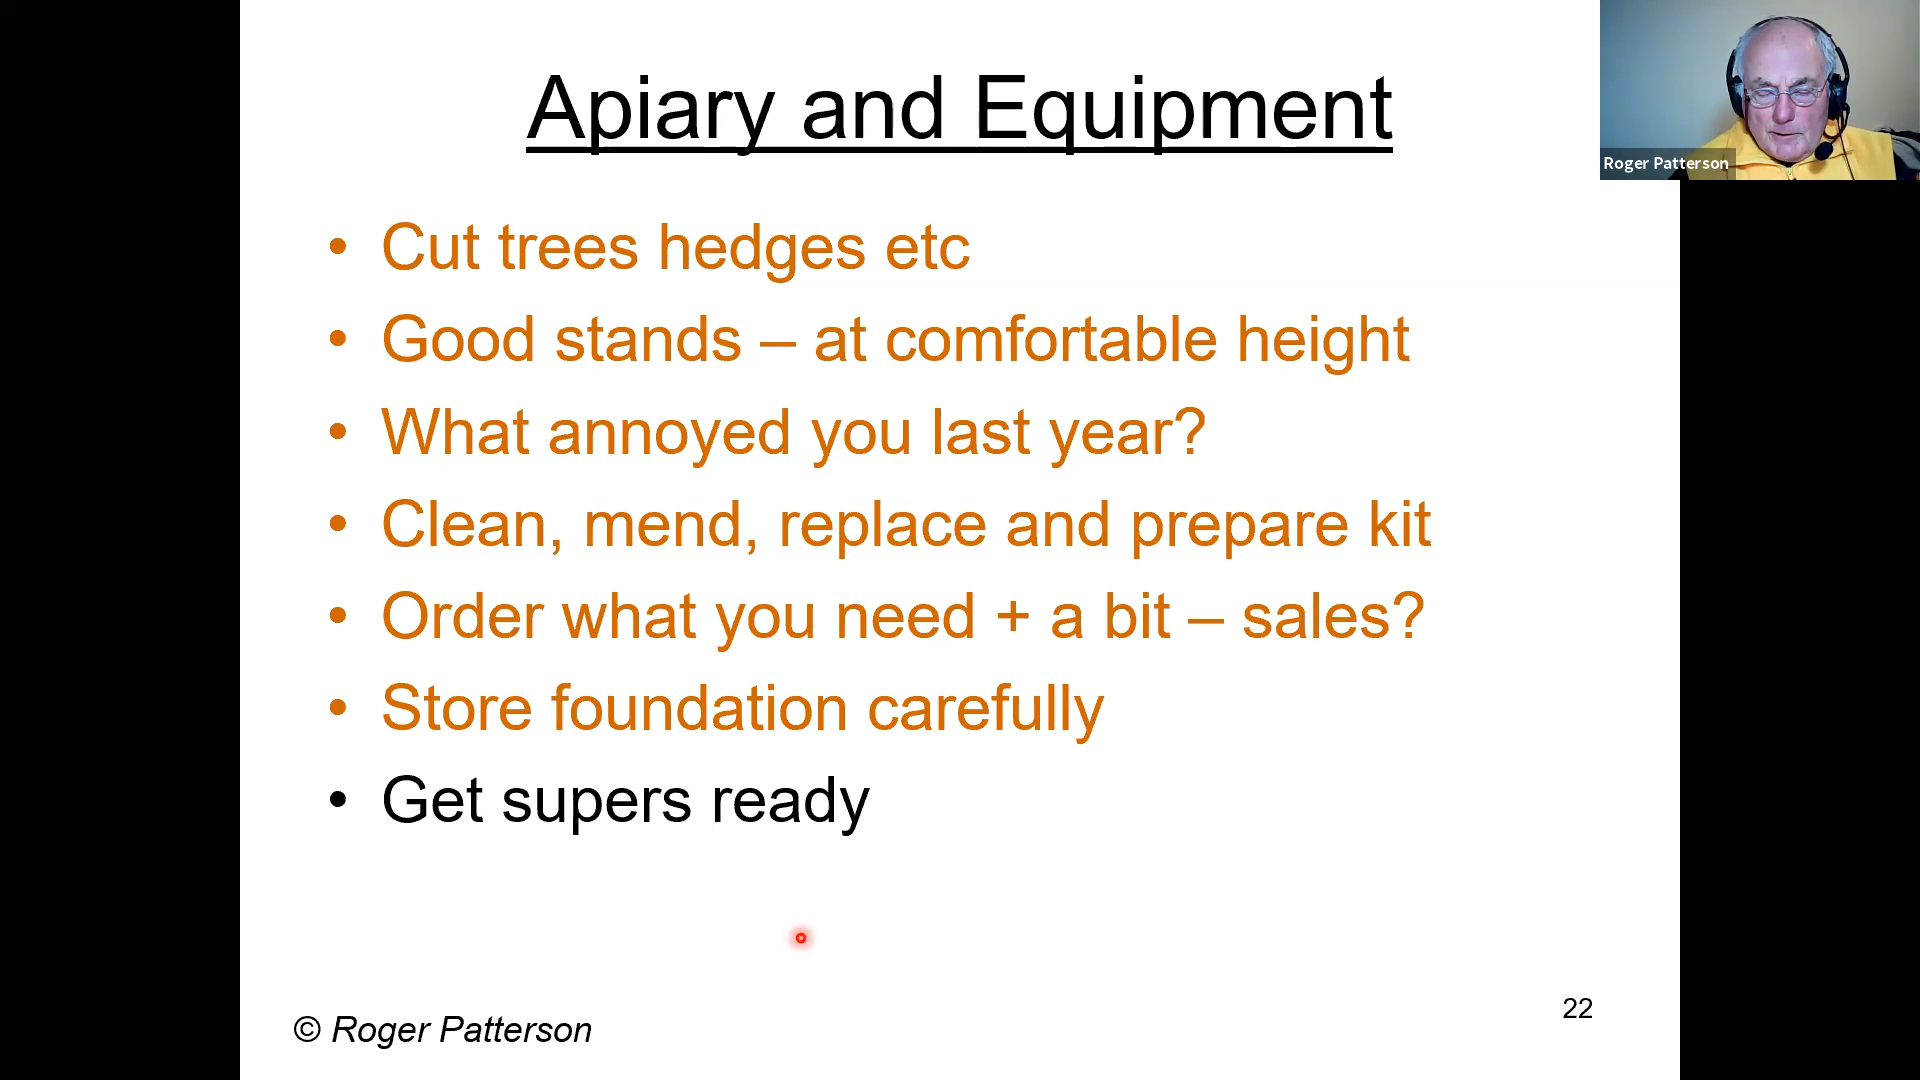 Apiary and Equipment
Roger Patterson
• Cut trees hedges etc
• Good stands – at comfortable height
• What annoyed you last year?
• Clean, mend, replace and prepare kit
• Order what you need + a bit – sales?
• Store foundation carefully
• Get supers ready
22
© Roger Patterson